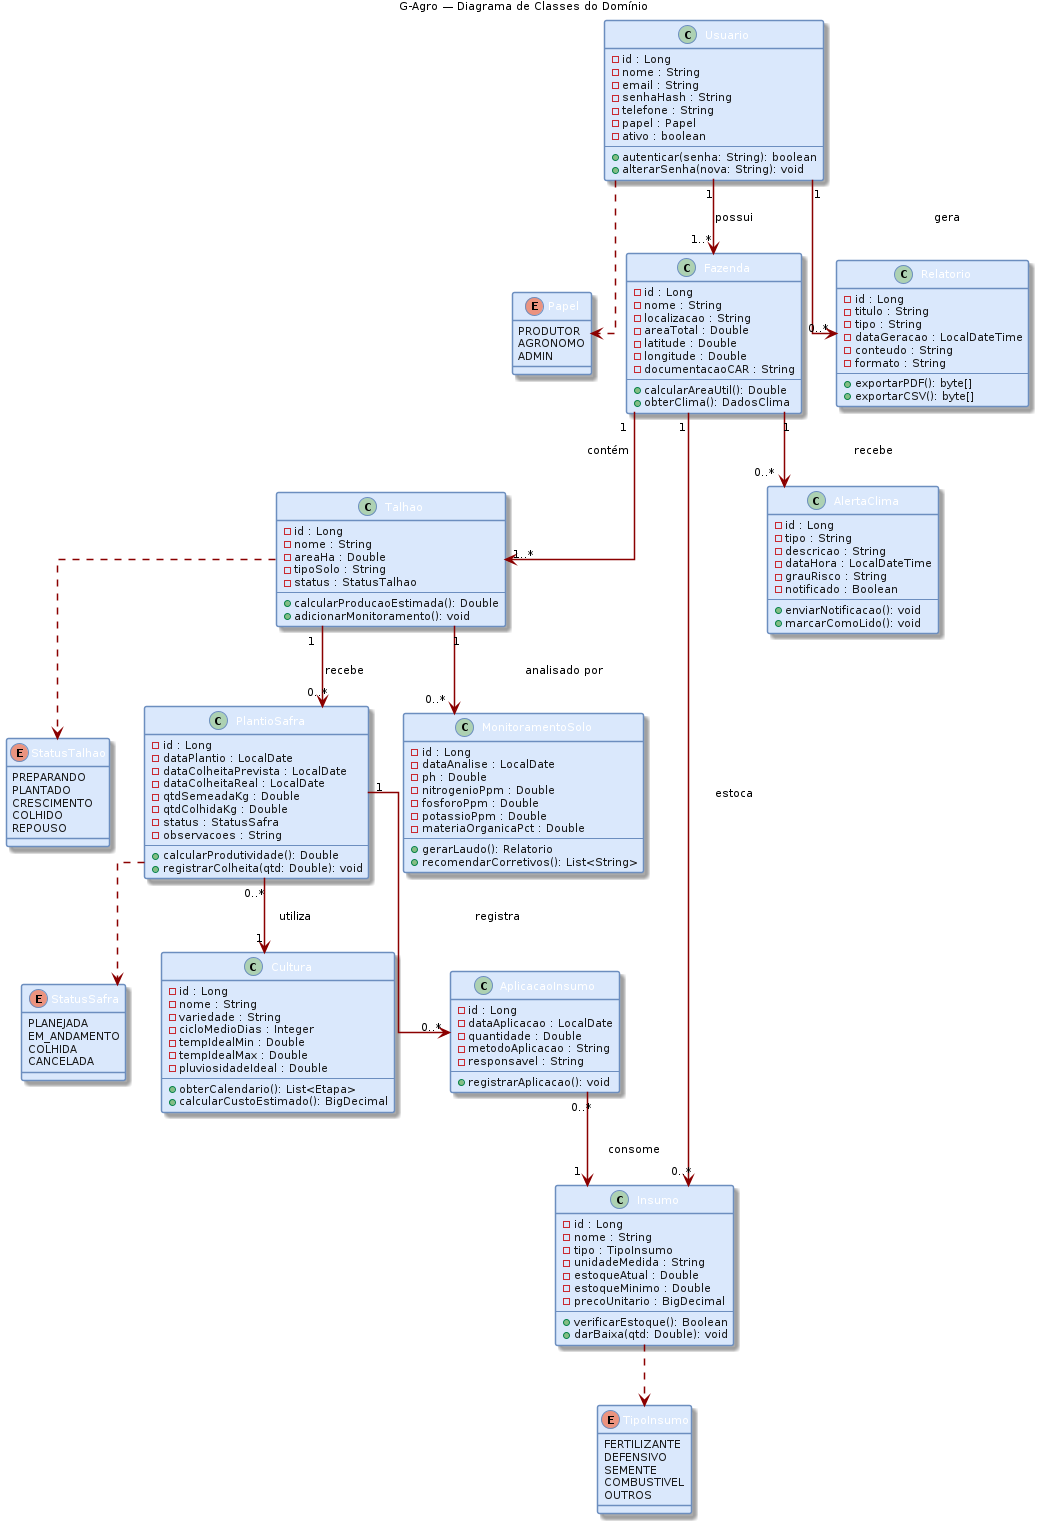 G-Agro — Diagrama de Classes do Domínio
C Usuario
id : Long
nome : String
email : String
senhaHash : String
telefone : String
papel : Papel
ativo : boolean
autenticar(senha: String): boolean
alterarSenha(nova: String): void
1
1
possui
gera
1..*
0..*
E Papel
PRODUTOR
AGRONOMO
ADMIN
C Fazenda
id : Long
nome : String
localizacao : String
areaTotal : Double
latitude : Double
longitude : Double
documentacaoCAR : String
calcularAreaUtil(): Double
obterClima(): DadosClima
C Relatorio
id : Long
titulo : String
tipo : String
dataGeracao : LocalDateTime
conteudo : String
formato : String
exportarPDF(): byte[]
exportarCSV(): byte[]
1
1
1
contém
recebe
0..*
1..*
C Talhao
id : Long
nome : String
areaHa : Double
tipoSolo : String
status : StatusTalhao
calcularProducaoEstimada(): Double
adicionarMonitoramento(): void
C AlertaClima
id : Long
tipo : String
descricao : String
dataHora : LocalDateTime
grauRisco : String
notificado : Boolean
enviarNotificacao(): void
marcarComoLido(): void
1
1
recebe
analisado por
0..*
0..*
E StatusTalhao
PREPARANDO
PLANTADO
CRESCIMENTO
COLHIDO
REPOUSO
C PlantioSafra
id : Long
dataPlantio : LocalDate
dataColheitaPrevista : LocalDate
dataColheitaReal : LocalDate
qtdSemeadaKg : Double
qtdColhidaKg : Double
status : StatusSafra
observacoes : String
calcularProdutividade(): Double
registrarColheita(qtd: Double): void
1
C MonitoramentoSolo
id : Long
dataAnalise : LocalDate
ph : Double
nitrogenioPpm : Double
fosforoPpm : Double
potassioPpm : Double
materiaOrganicaPct : Double
gerarLaudo(): Relatorio
recomendarCorretivos(): List<String>
estoca
0..*
utiliza
registra
1
0..*
E StatusSafra
PLANEJADA
EM_ANDAMENTO
COLHIDA
CANCELADA
C Cultura
id : Long
nome : String
variedade : String
cicloMedioDias : Integer
tempIdealMin : Double
tempIdealMax : Double
pluviosidadeIdeal : Double
obterCalendario(): List<Etapa>
calcularCustoEstimado(): BigDecimal
C AplicacaoInsumo
id : Long
dataAplicacao : LocalDate
quantidade : Double
metodoAplicacao : String
responsavel : String
registrarAplicacao(): void
0..*
consome
1
0..*
C Insumo
id : Long
nome : String
tipo : TipoInsumo
unidadeMedida : String
estoqueAtual : Double
estoqueMinimo : Double
precoUnitario : BigDecimal
verificarEstoque(): Boolean
darBaixa(qtd: Double): void
E TipoInsumo
FERTILIZANTE
DEFENSIVO
SEMENTE
COMBUSTIVEL
OUTROS